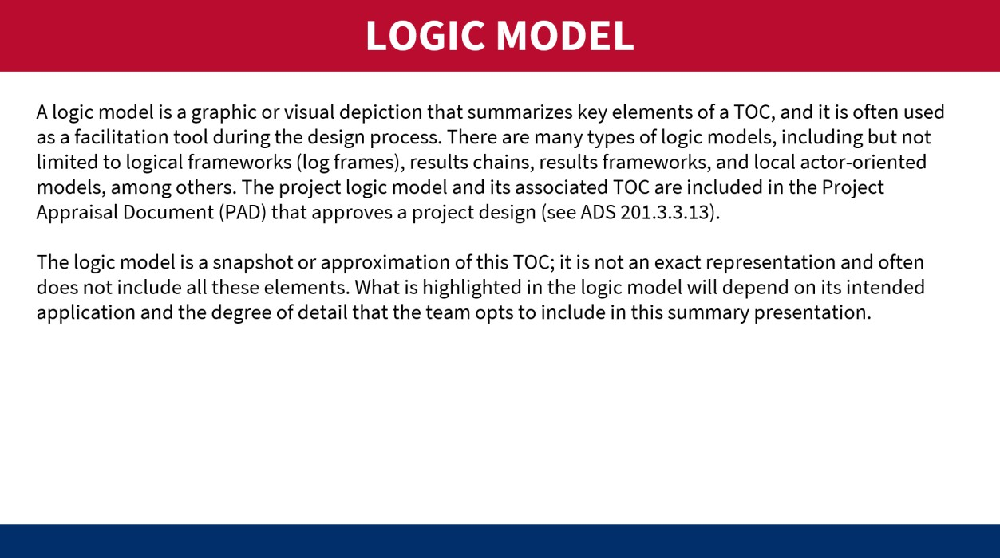 LOGIC MODEL
A logic model is a graphic or visual depiction that summarizes key elements of a TOC, and it is often used
as a facilitation tool during the design process. There are many types of logic models, including but not
limited to logical frameworks (log frames), results chains, results frameworks, and local actor-oriented
models, among others. The project logic model and its associated TOC are included in the Project
Appraisal Document (PAD) that approves a project design (see ADS 201.3.3.13).
The logic model is a snapshot or approximation of this TOC; it is not an exact representation and often
does not include all these elements. What is highlighted in the logic model will depend on its intended
application and the degree of detail that the team opts to include in this summary presentation.